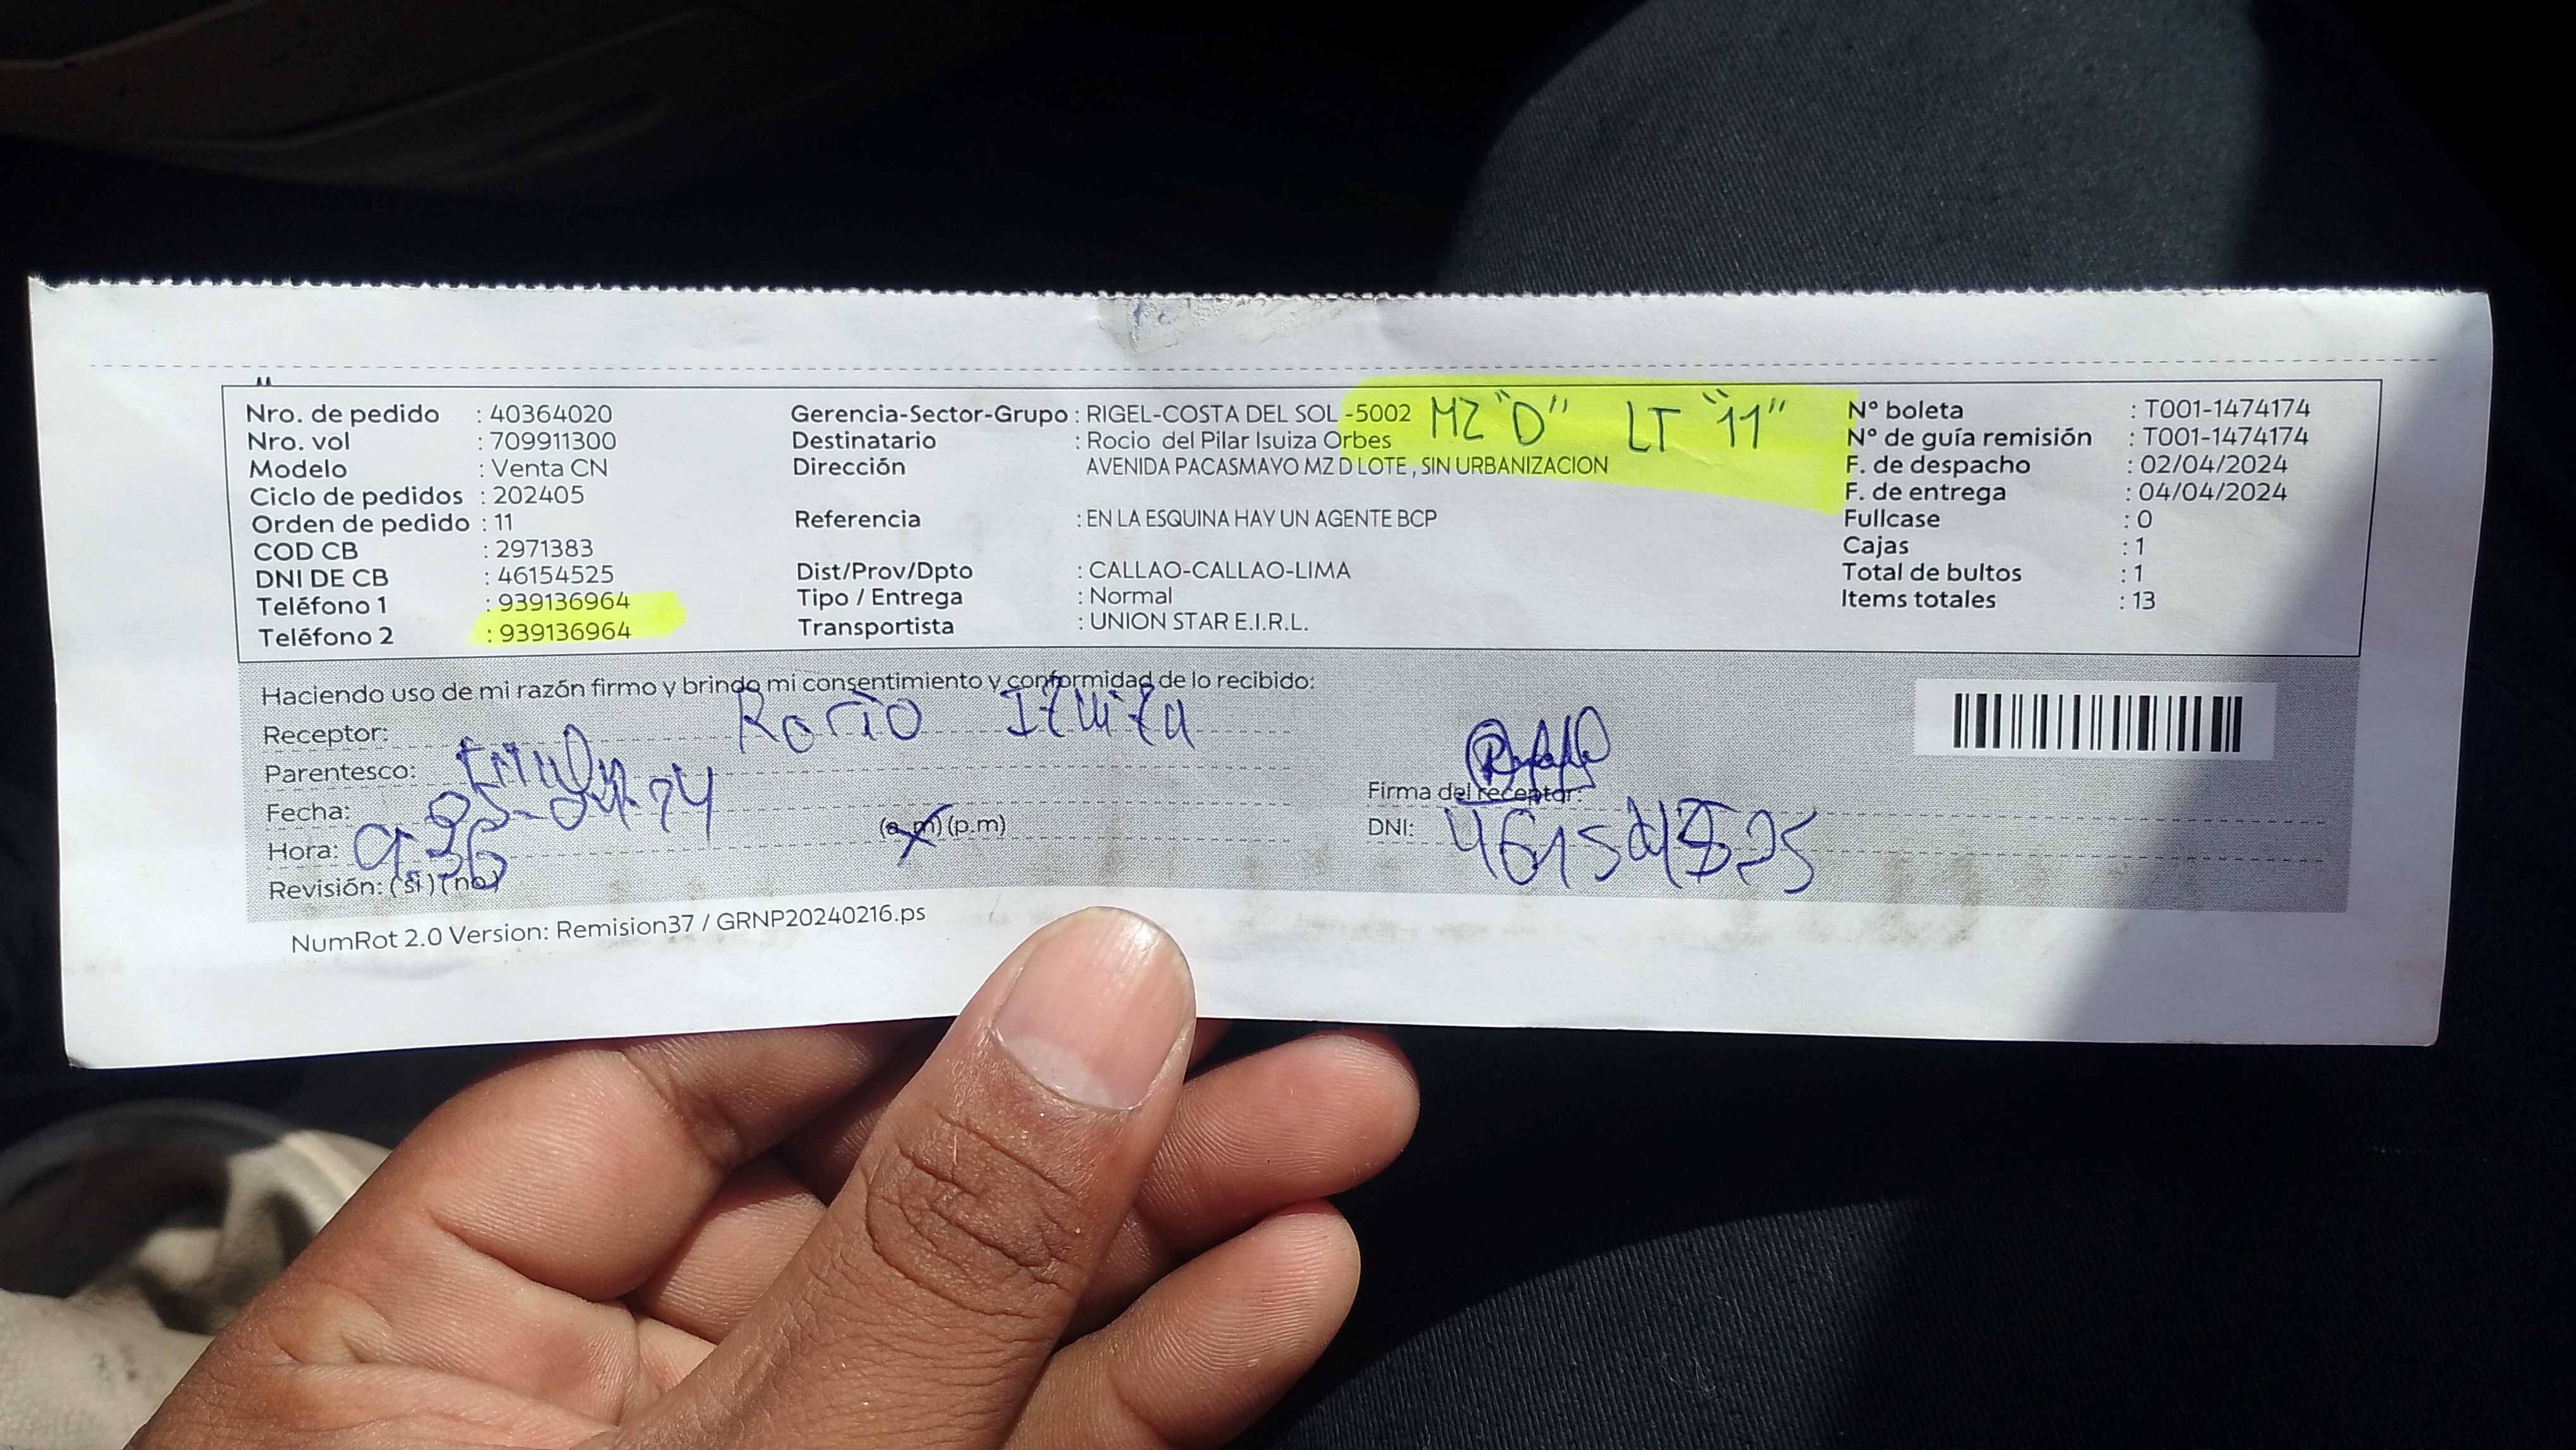 Nro. de pedido : 40364020
Nro. vol : 709911300
Modelo : Venta CN
Ciclo de pedidos : 202405
Orden de pedido : 11
COD CB : 2971383
DNI DE CB : 46154525
Teléfono 1 : 939136964
Teléfono 2 : 939136964
Gerencia-Sector-Grupo : RIGEL-COSTA DEL SOL -5002
MZ "D" LT "11"
Destinatario : Rocio del Pilar Isuiza Orbes
Dirección AVENIDA PACASMAYO MZ D LOTE , SIN URBANIZACION
Referencia : EN LA ESQUINA HAY UN AGENTE BCP
Dist/Prov/Dpto : CALLAO-CALLAO-LIMA
Tipo / Entrega : Normal
Transportista : UNION STAR E.I.R.L.
N° boleta : T001-1474174
N° de guía remisión : T001-1474174
F. de despacho : 02/04/2024
F. de entrega : 04/04/2024
Fullcase : 0
Cajas : 1
Total de bultos : 1
Items totales : 13
Haciendo uso de mi razón firmo y brindo mi consentimiento y conformidad de lo recibido:
Receptor: Rocio
Parentesco:
Fecha: 05-04-24
Hora: 9:36 (a.m) (p.m)
Revisión: (si) (no)
Firma del receptor:
DNI:
NumRot 2.0 Version: Remision37 / GRNP20240216.ps